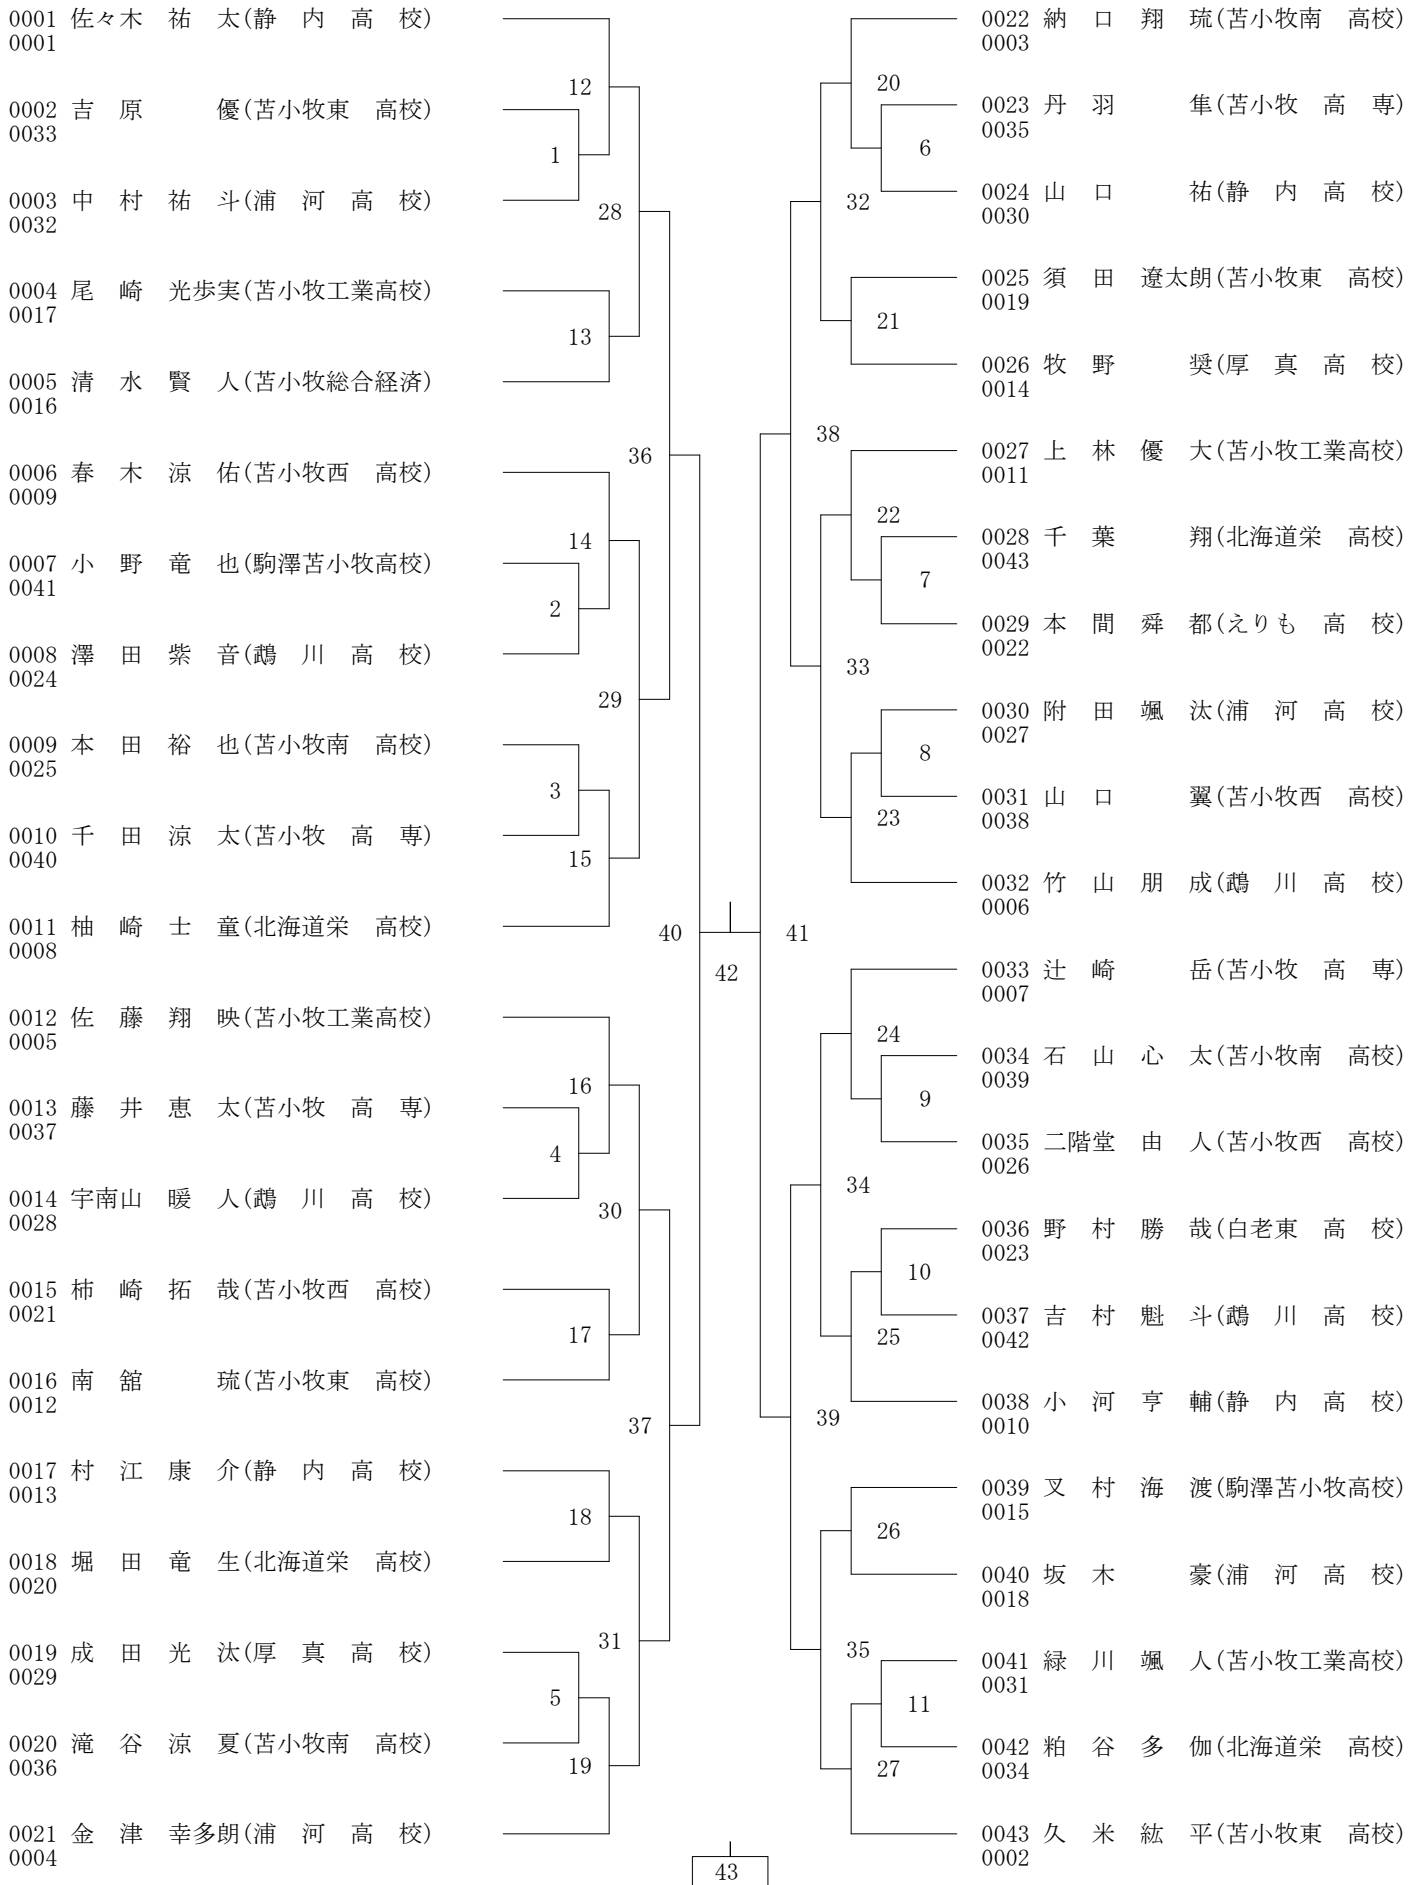 0001 佐々木 祐 太(静 内 高 校)
0001
12
0002 吉 原 優(苫小牧東 高校)
0033
1
0003 中 村 祐 斗(浦 河 高 校)
0032
28
0004 尾 崎 光歩実(苫小牧工業高校)
0017
13
0005 清 水 賢 人(苫小牧総合経済)
0016
36
0006 春 木 涼 佑(苫小牧西 高校)
0009
14
0007 小 野 竜 也(駒澤苫小牧高校)
0041
2
0008 澤 田 紫 音(鵡 川 高 校)
0024
29
0009 本 田 裕 也(苫小牧南 高校)
0025
3
0010 千 田 涼 太(苫小牧 高 専)
0040
15
0011 柚 崎 士 童(北海道栄 高校)
0008
40
42
0012 佐 藤 翔 映(苫小牧工業高校)
0005
16
0013 藤 井 恵 太(苫小牧 高 専)
0037
4
0014 宇南山 暖 人(鵡 川 高 校)
0028
30
0015 柿 崎 拓 哉(苫小牧西 高校)
0021
17
0016 南 舘 琉(苫小牧東 高校)
0012
37
0017 村 江 康 介(静 内 高 校)
0013
18
0018 堀 田 竜 生(北海道栄 高校)
0020
31
0019 成 田 光 汰(厚 真 高 校)
0029
5
0020 滝 谷 涼 夏(苫小牧南 高校)
0036
19
0021 金 津 幸多朗(浦 河 高 校)
0004
43
0022 納 口 翔 琉(苫小牧南 高校)
0003
20
0023 丹 羽 隼(苫小牧 高 専)
0035
6
0024 山 口 祐(静 内 高 校)
0030
32
0025 須 田 遼太朗(苫小牧東 高校)
0019
21
0026 牧 野 奨(厚 真 高 校)
0014
38
0027 上 林 優 大(苫小牧工業高校)
0011
22
0028 千 葉 翔(北海道栄 高校)
0043
7
0029 本 間 舜 都(えりも 高 校)
0022
33
0030 附 田 颯 汰(浦 河 高 校)
0027
8
0031 山 口 翼(苫小牧西 高校)
0038
23
0032 竹 山 朋 成(鵡 川 高 校)
0006
41
0033 辻 崎 岳(苫小牧 高 専)
0007
24
0034 石 山 心 太(苫小牧南 高校)
0039
9
0035 二階堂 由 人(苫小牧西 高校)
0026
34
0036 野 村 勝 哉(白老東 高 校)
0023
10
0037 吉 村 魁 斗(鵡 川 高 校)
0042
25
0038 小 河 亨 輔(静 内 高 校)
0010
39
0039 叉 村 海 渡(駒澤苫小牧高校)
0015
26
0040 坂 木 豪(浦 河 高 校)
0018
35
0041 緑 川 颯 人(苫小牧工業高校)
0031
11
0042 粕 谷 多 伽(北海道栄 高校)
0034
27
0043 久 米 紘 平(苫小牧東 高校)
0002